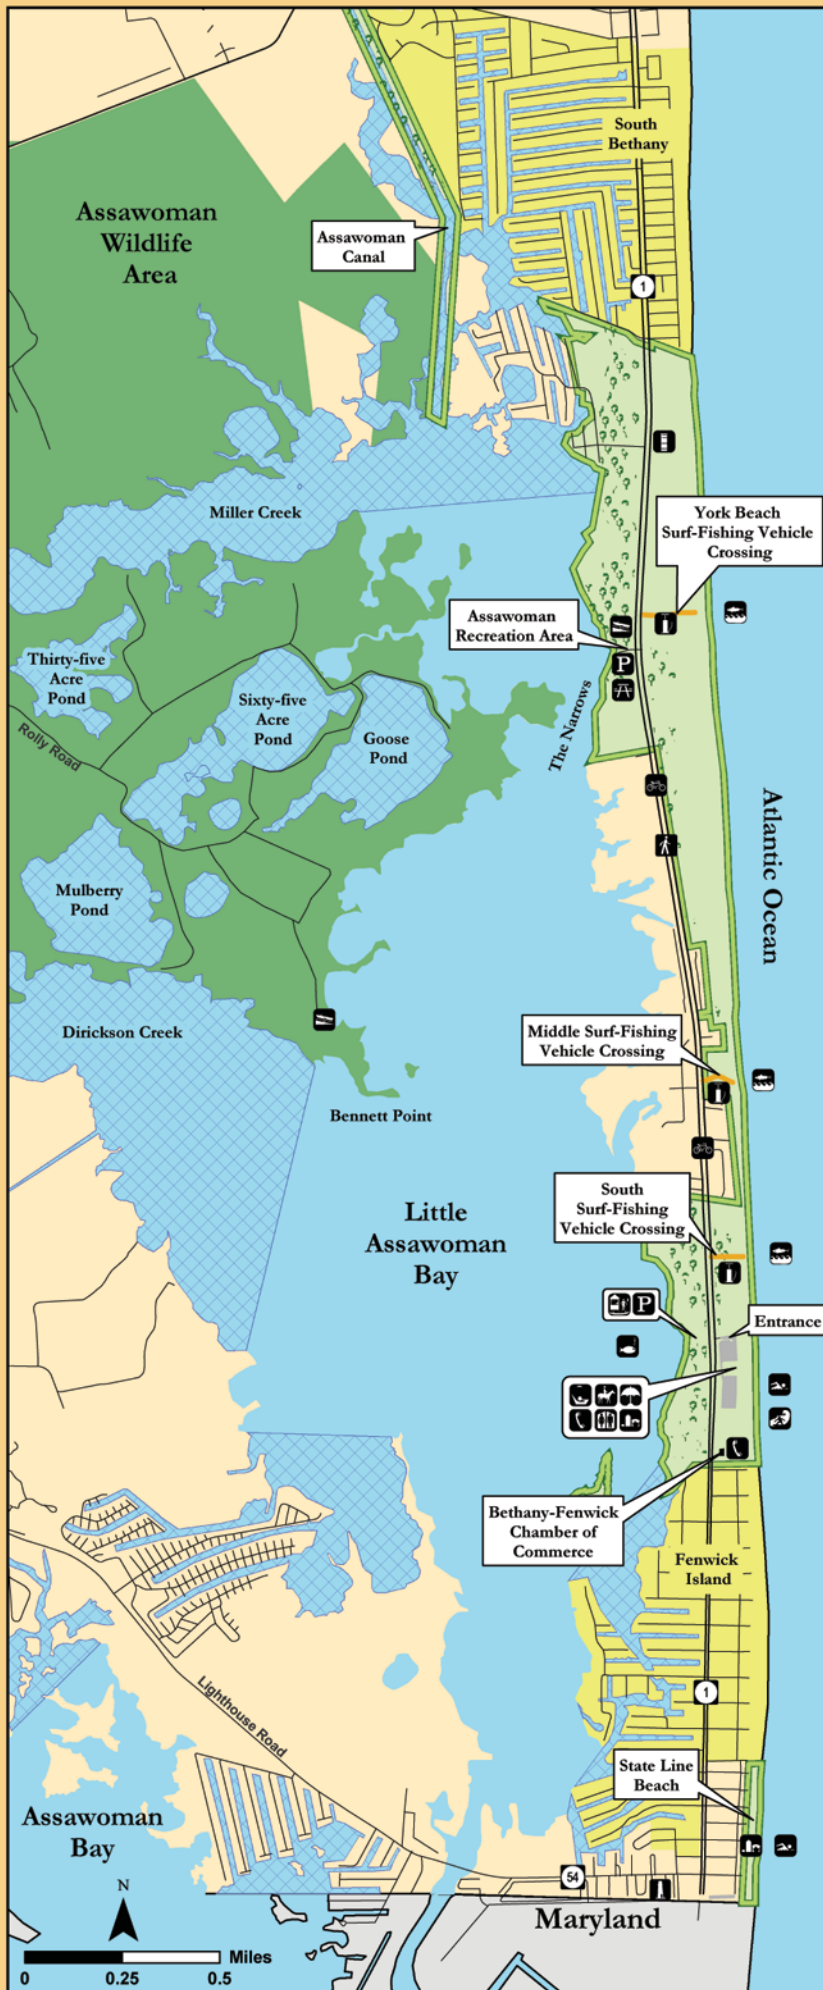 South
Bethany
Assawoman
Wildlife
Area
Assawoman
Canal
1
Miller Creek
York Beach
Surf-Fishing Vehicle
Crossing
Assawoman
Recreation Area
P
Thirty-five
Acre
Pond
Sixty-five
Acre
Pond
Goose
Pond
Rolly Road
The Narrows
Atlantic Ocean
Mulberry
Pond
Dirickson Creek
Middle Surf-Fishing
Vehicle Crossing
Bennett Point
Little
Assawoman
Bay
South
Surf-Fishing
Vehicle Crossing
P
Entrance
Bethany-Fenwick
Chamber of
Commerce
Fenwick
Island
Lighthouse Road
1
State Line
Beach
Assawoman
Bay
54
N
Maryland
Miles
0 0.25 0.5